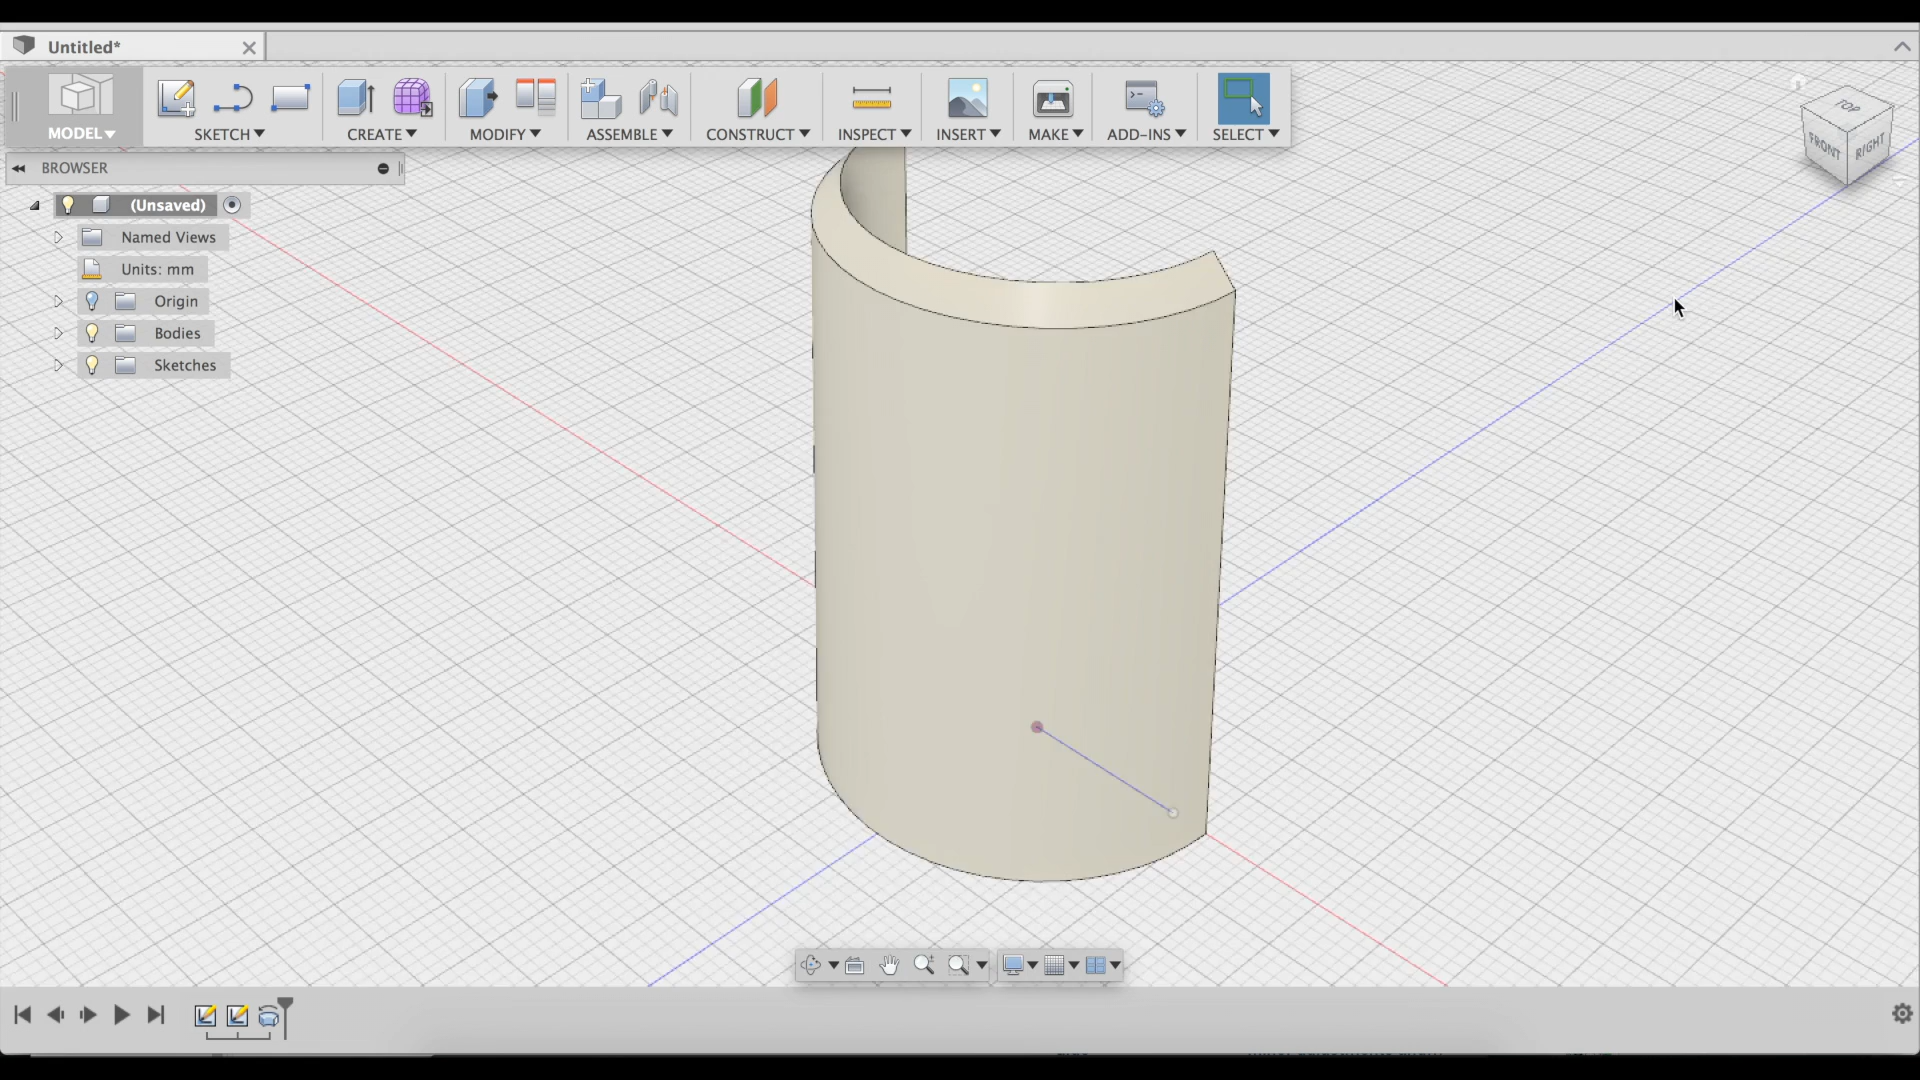 Untitled*
MODEL SKETCH CREATE MODIFY ASSEMBLE CONSTRUCT INSPECT INSERT MAKE ADD-INS SELECT
BROWSER
(Unsaved)
Named Views
Units: mm
Origin
Bodies
Sketches
TOP
FRONT RIGHT